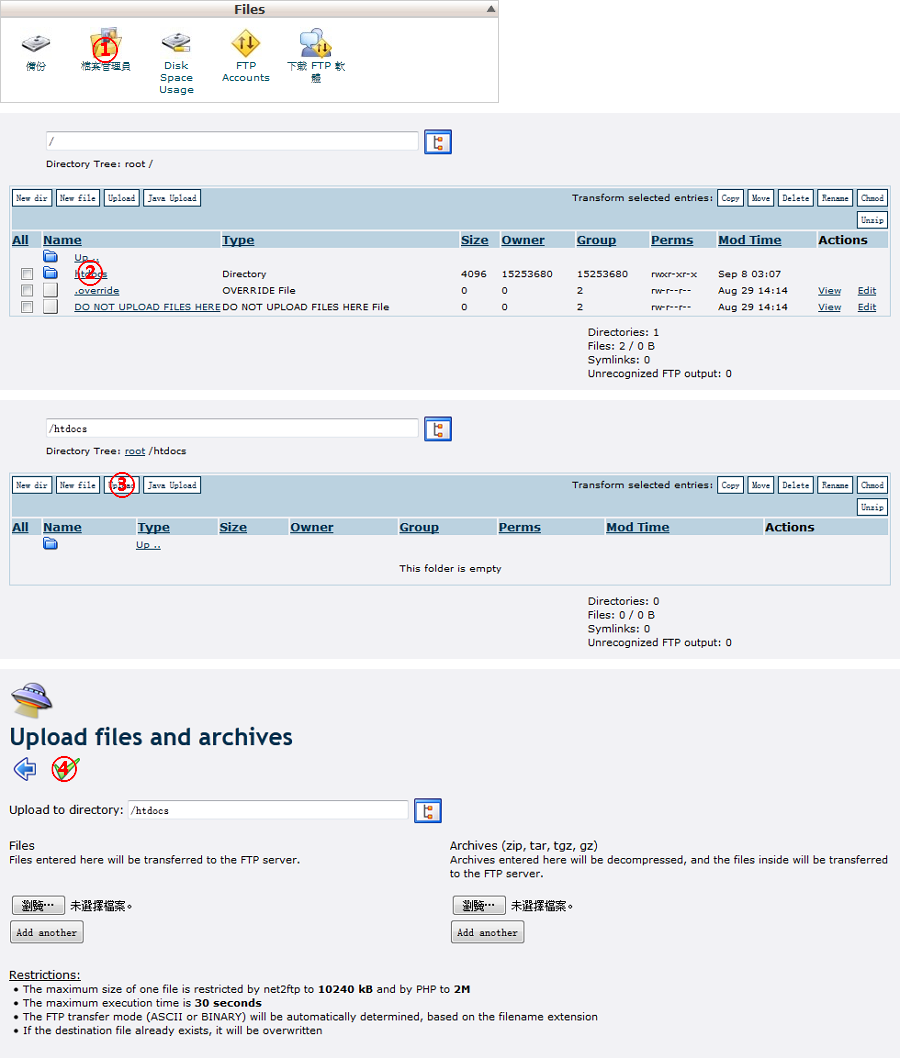 Files
備份
檔案管理員
Disk Space Usage
FTP Accounts
下載 FTP 軟體
①
/
Directory Tree: root /
New dir New file Upload Java Upload Transform selected entries: Copy Move Delete Rename Chmod
Unzip
All Name Type Size Owner Group Perms Mod Time Actions
Up ..
htdocs Directory 4096 15253680 15253680 rwxr-xr-x Sep 8 03:07
②
.override OVERRIDE File 0 0 2 rw-r--r-- Aug 29 14:14 View Edit
DO NOT UPLOAD FILES HERE DO NOT UPLOAD FILES HERE File 0 0 2 rw-r--r-- Aug 29 14:14 View Edit
Directories: 1
Files: 2 / 0 B
Symlinks: 0
Unrecognized FTP output: 0
/htdocs
Directory Tree: root /htdocs
New dir New file Upload Java Upload Transform selected entries: Copy Move Delete Rename Chmod
③
Unzip
All Name Type Size Owner Group Perms Mod Time Actions
Up ..
This folder is empty
Directories: 0
Files: 0 / 0 B
Symlinks: 0
Unrecognized FTP output: 0
Upload files and archives
④
Upload to directory: /htdocs
Files
Files entered here will be transferred to the FTP server.
瀏覽… 未選擇檔案。
Add another
Archives (zip, tar, tgz, gz)
Archives entered here will be decompressed, and the files inside will be transferred
to the FTP server.
瀏覽… 未選擇檔案。
Add another
Restrictions:
• The maximum size of one file is restricted by net2ftp to 10240 kB and by PHP to 2M
• The maximum execution time is 30 seconds
• The FTP transfer mode (ASCII or BINARY) will be automatically determined, based on the filename extension
• If the destination file already exists, it will be overwritten